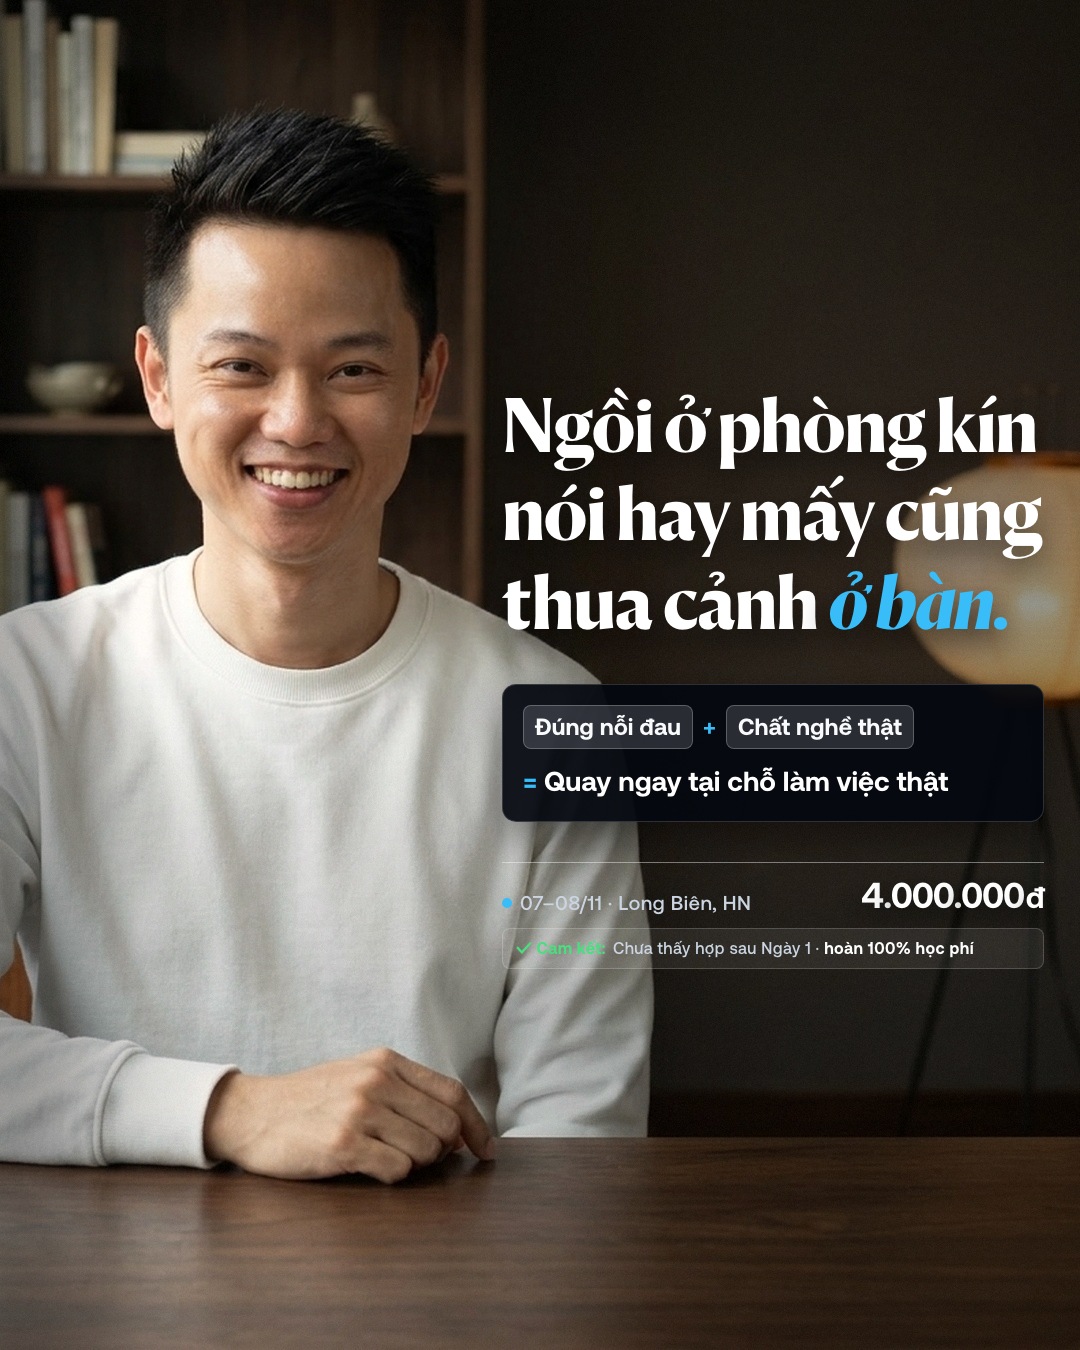 Ngồi ở phòng kín
nói hay mấy cũng
thua cảnh ở bàn.
Đúng nỗi đau + Chất nghề thật
= Quay ngay tại chỗ làm việc thật
07–08/11 · Long Biên, HN 4.000.000đ
✓ Cam kết: Chưa thấy hợp sau Ngày 1 · hoàn 100% học phí